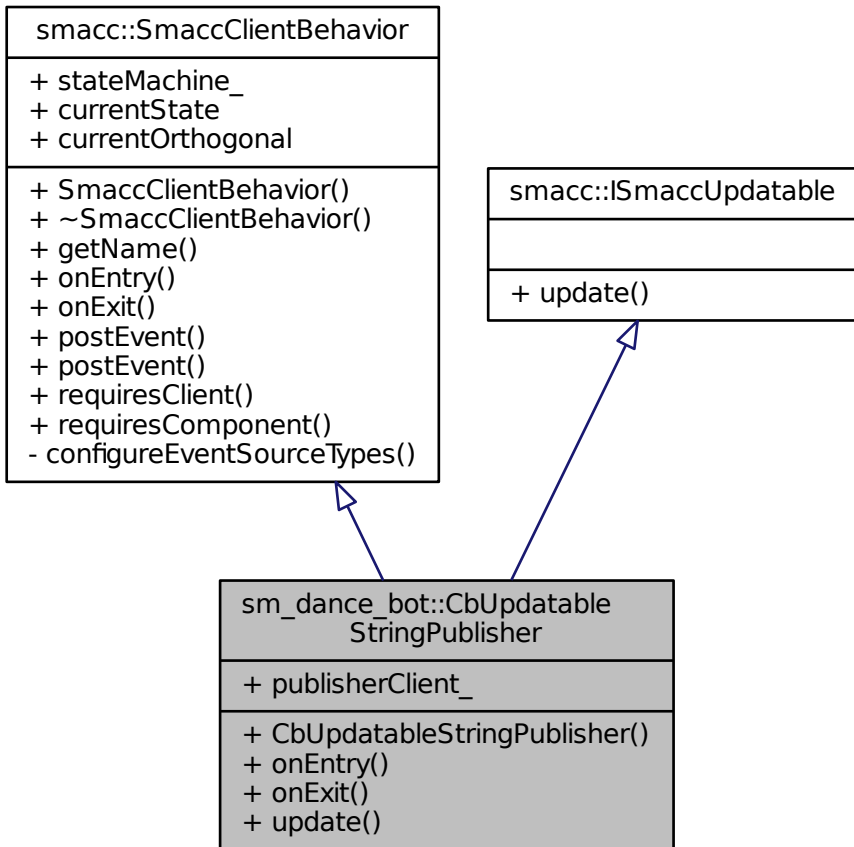 smacc::SmaccClientBehavior
+ stateMachine_
+ currentState
+ currentOrthogonal
+ SmaccClientBehavior()
+ ~SmaccClientBehavior()
+ getName()
+ onEntry()
+ onExit()
+ postEvent()
+ postEvent()
+ requiresClient()
+ requiresComponent()
- configureEventSourceTypes()
smacc::ISmaccUpdatable
+ update()
sm_dance_bot::CbUpdatable
StringPublisher
+ publisherClient_
+ CbUpdatableStringPublisher()
+ onEntry()
+ onExit()
+ update()